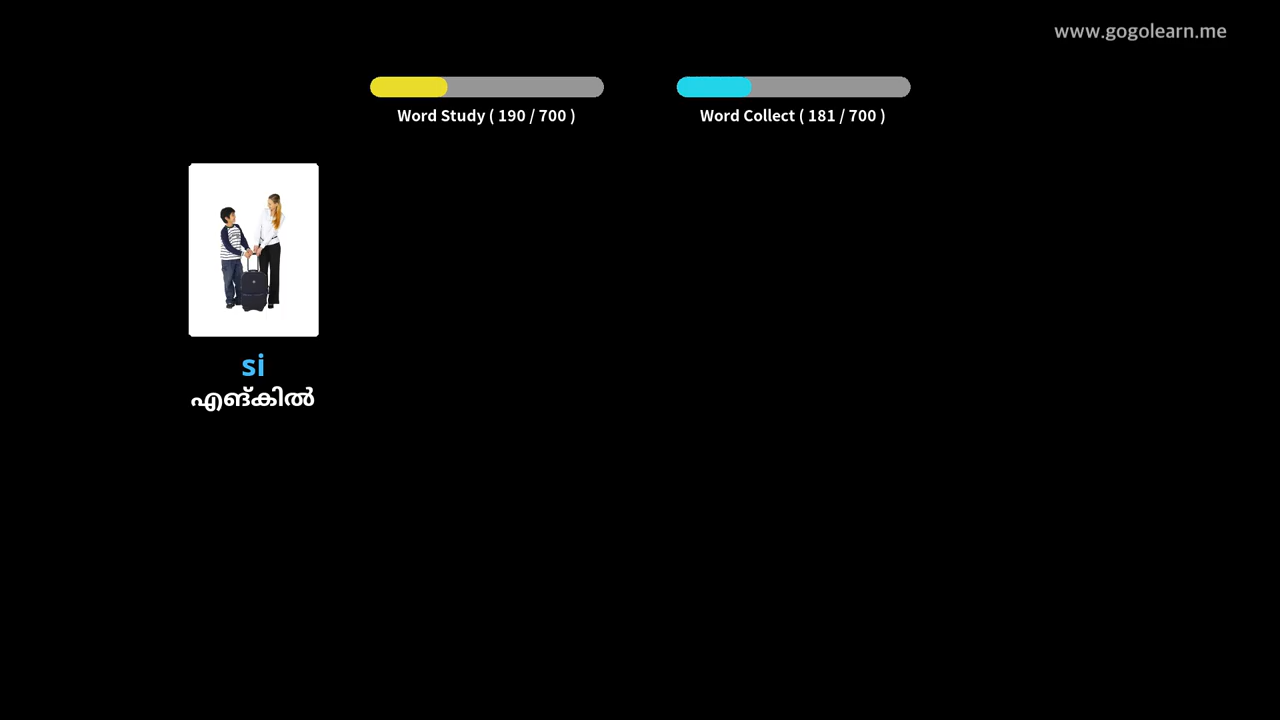 www.gogolearn.me
Word Study ( 190 / 700 )
Word Collect ( 181 / 700 )
si
എങ്കിൽ